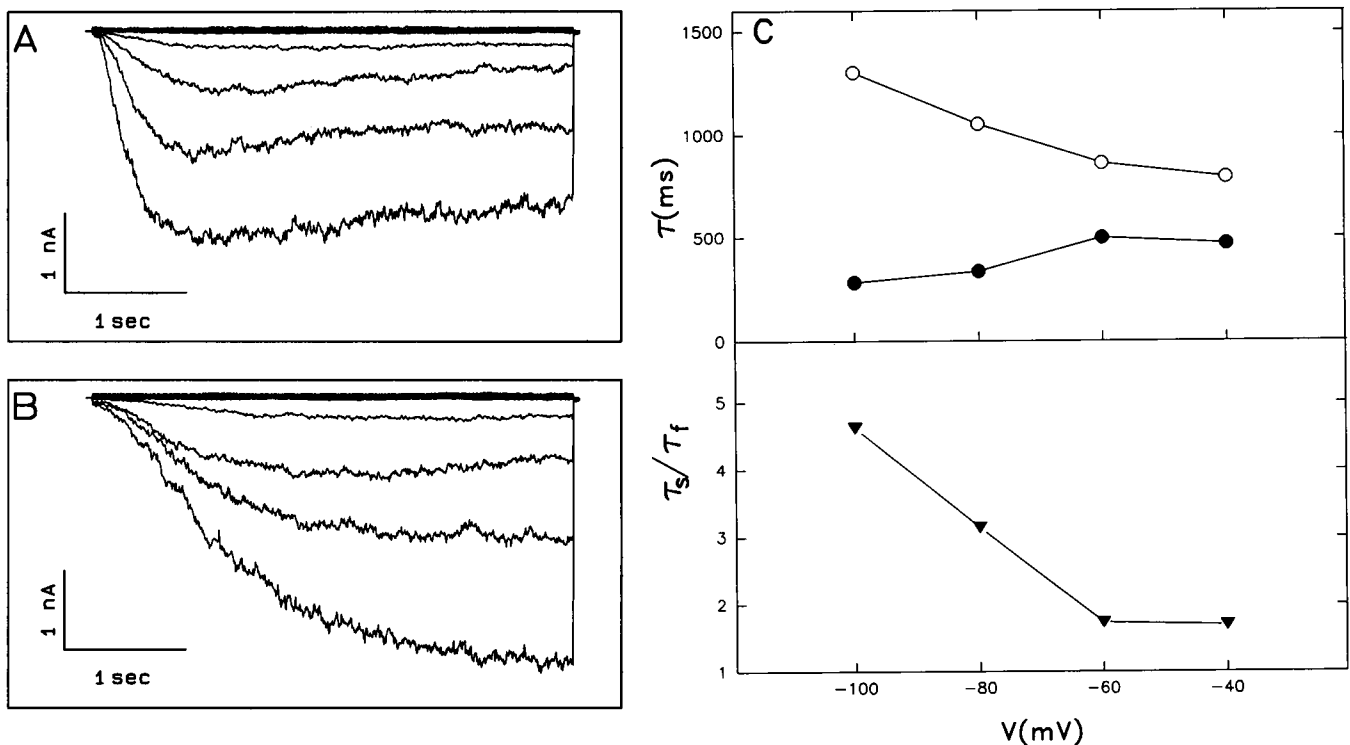 A
1 nA
1 sec
B
1 nA
1 sec
C
τ(ms)
1500
1000
500
0
τs/τf
5
4
3
2
1
-100
-80
-60
-40
V(mV)